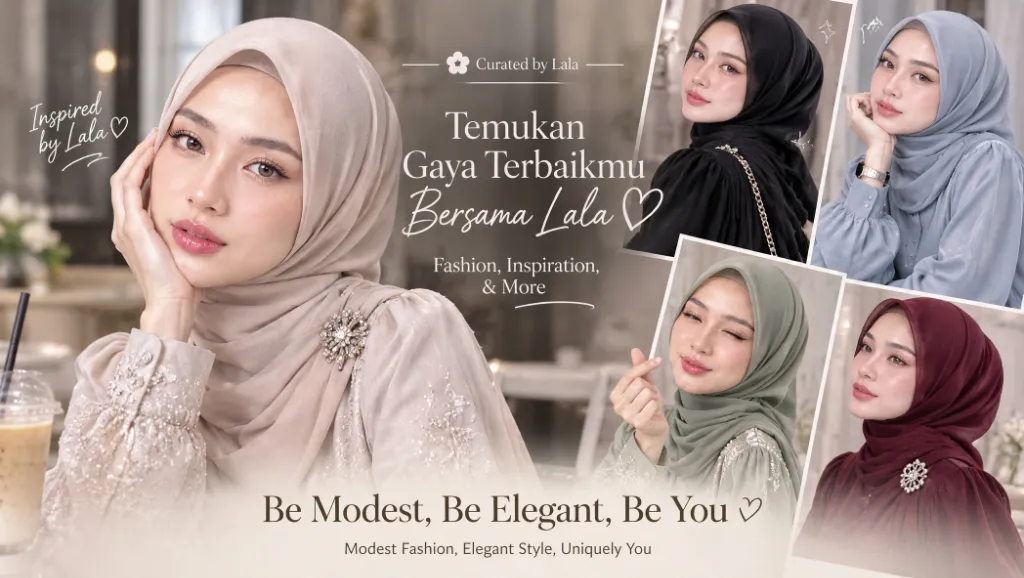 Inspired
by Lala♡
Curated by Lala
Temukan
Gaya Terbaikmu
Bersama Lala ♡
Fashion, Inspiration,
& More
Be Modest, Be Elegant, Be You ♡
Modest Fashion, Elegant Style, Uniquely You